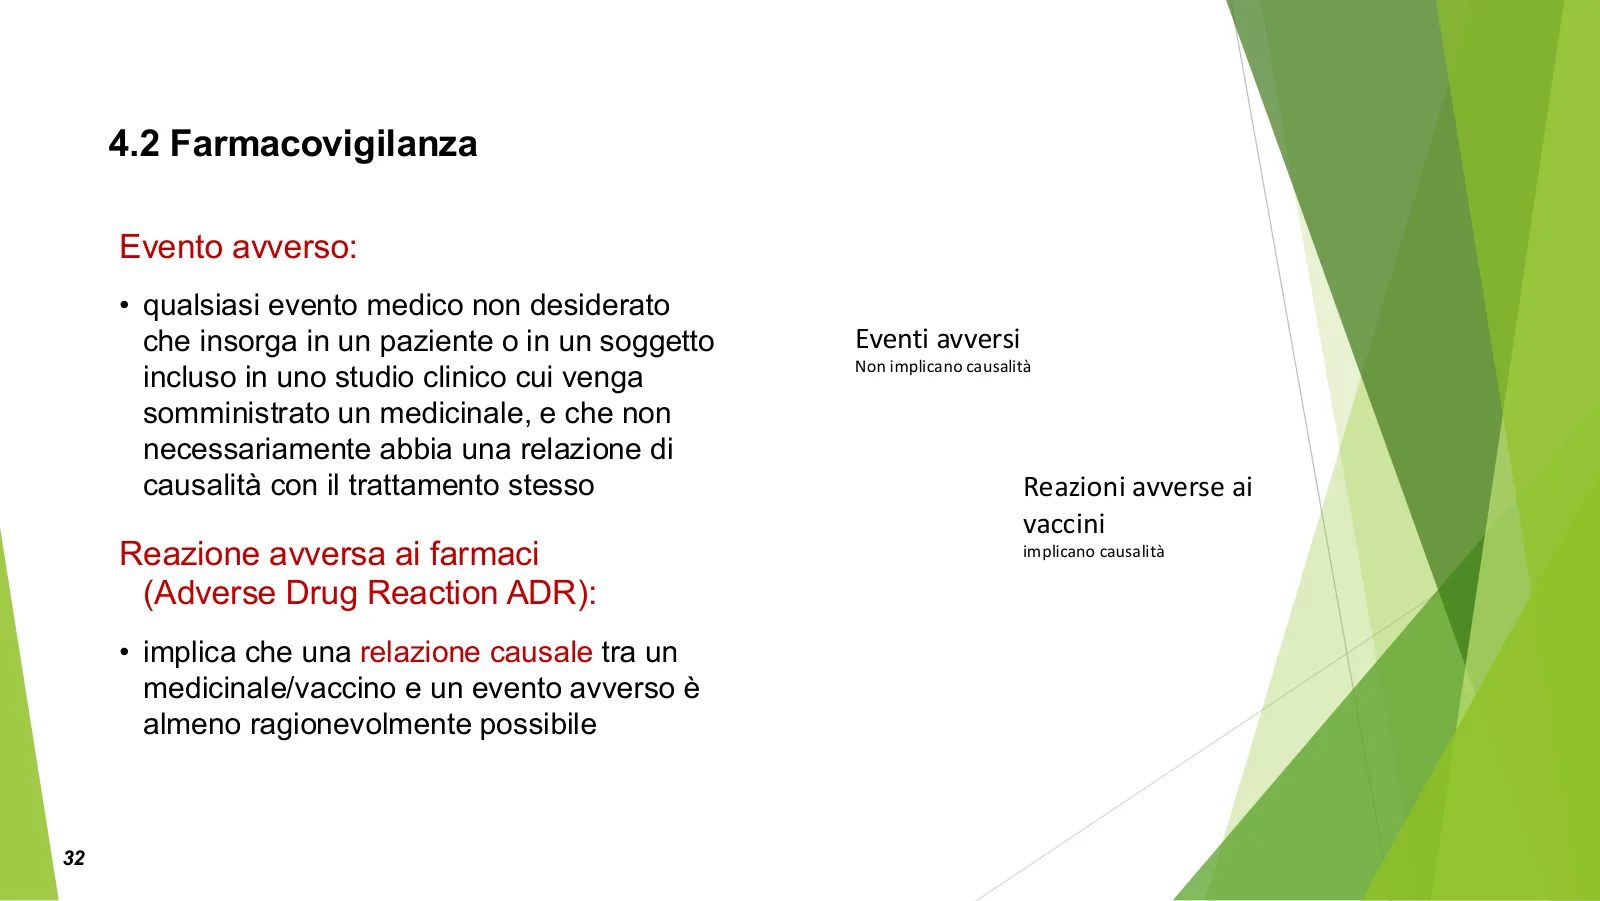 4.2 Farmacovigilanza
Evento avverso:
• qualsiasi evento medico non desiderato
che insorga in un paziente o in un soggetto
incluso in uno studio clinico cui venga
somministrato un medicinale, e che non
necessariamente abbia una relazione di
causalità con il trattamento stesso
Reazione avversa ai farmaci
(Adverse Drug Reaction ADR):
• implica che una relazione causale tra un
medicinale/vaccino e un evento avverso è
almeno ragionevolmente possibile
Eventi avversi
Non implicano causalità
Reazioni avverse ai
vaccini
implicano causalità
32